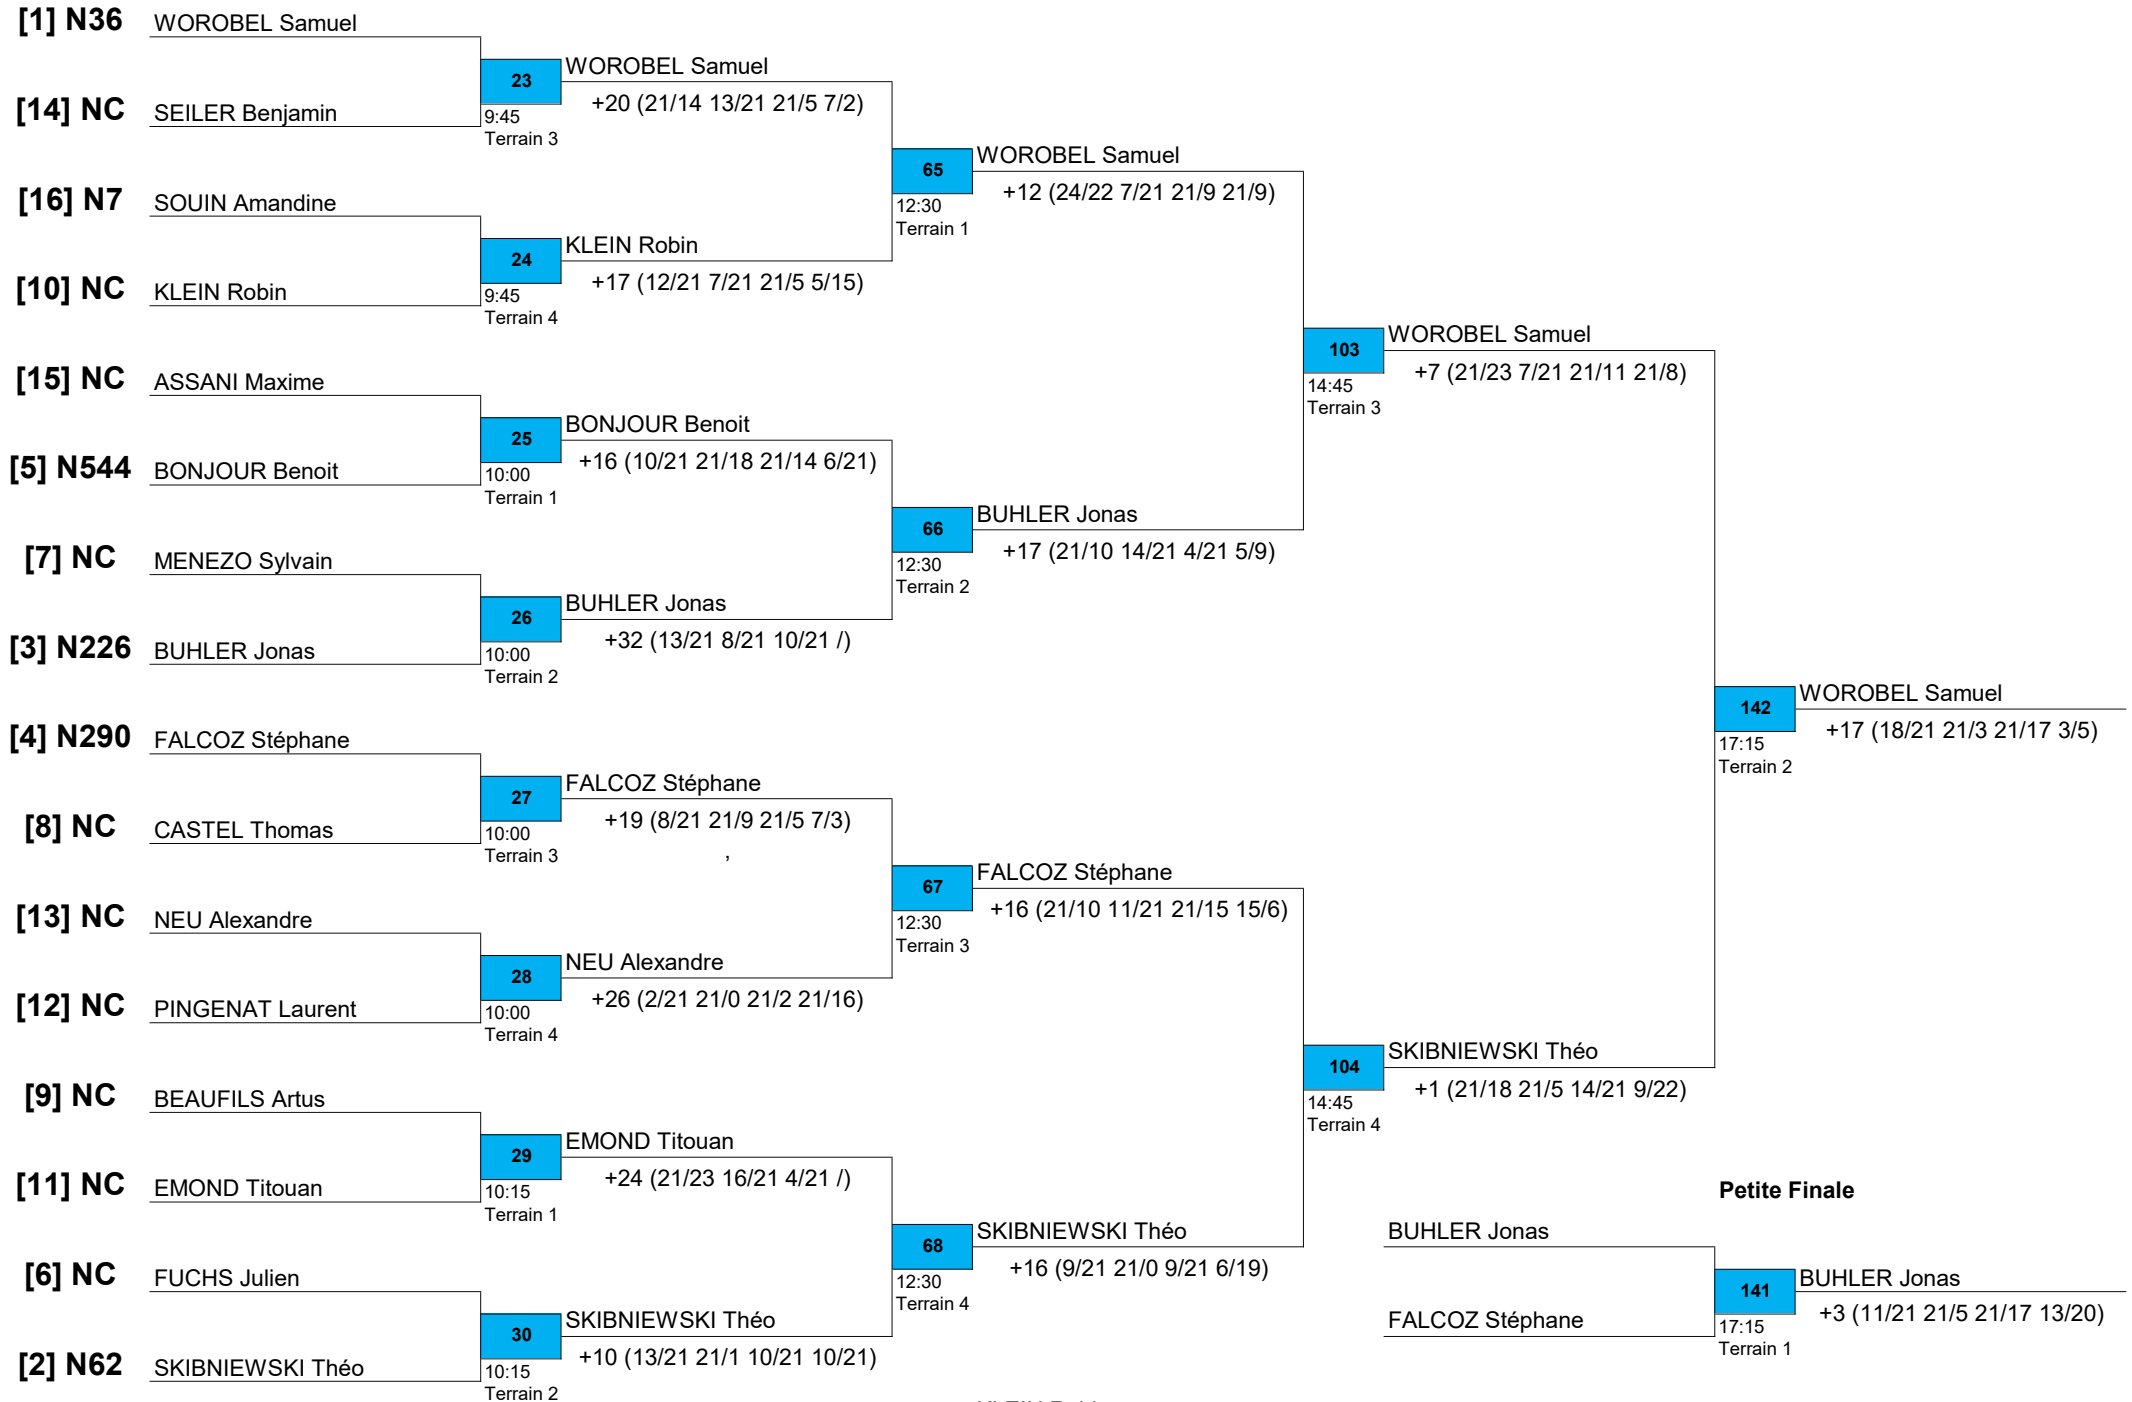 [1] N36 WOROBEL Samuel
23 WOROBEL Samuel
+20 (21/14 13/21 21/5 7/2)
[14] NC SEILER Benjamin
9:45
Terrain 3
65 WOROBEL Samuel
+12 (24/22 7/21 21/9 21/9)
12:30
Terrain 1
[16] N7 SOUIN Amandine
24 KLEIN Robin
+17 (12/21 7/21 21/5 5/15)
[10] NC KLEIN Robin
9:45
Terrain 4
103 WOROBEL Samuel
+7 (21/23 7/21 21/11 21/8)
14:45
Terrain 3
[15] NC ASSANI Maxime
25 BONJOUR Benoit
+16 (10/21 21/18 21/14 6/21)
[5] N544 BONJOUR Benoit
10:00
Terrain 1
66 BUHLER Jonas
+17 (21/10 14/21 4/21 5/9)
12:30
Terrain 2
[7] NC MENEZO Sylvain
26 BUHLER Jonas
+32 (13/21 8/21 10/21 /)
[3] N226 BUHLER Jonas
10:00
Terrain 2
142 WOROBEL Samuel
+17 (18/21 21/3 21/17 3/5)
17:15
Terrain 2
[4] N290 FALCOZ Stéphane
27 FALCOZ Stéphane
+19 (8/21 21/9 21/5 7/3)
,
[8] NC CASTEL Thomas
10:00
Terrain 3
67 FALCOZ Stéphane
+16 (21/10 11/21 21/15 15/6)
12:30
Terrain 3
[13] NC NEU Alexandre
28 NEU Alexandre
+26 (2/21 21/0 21/2 21/16)
[12] NC PINGENAT Laurent
10:00
Terrain 4
104 SKIBNIEWSKI Théo
+1 (21/18 21/5 14/21 9/22)
14:45
Terrain 4
[9] NC BEAUFILS Artus
29 EMOND Titouan
+24 (21/23 16/21 4/21 /)
[11] NC EMOND Titouan
10:15
Terrain 1
68 SKIBNIEWSKI Théo
+16 (9/21 21/0 9/21 6/19)
12:30
Terrain 4
[6] NC FUCHS Julien
30 SKIBNIEWSKI Théo
+10 (13/21 21/1 10/21 10/21)
[2] N62 SKIBNIEWSKI Théo
10:15
Terrain 2
Petite Finale
BUHLER Jonas
141 BUHLER Jonas
+3 (11/21 21/5 21/17 13/20)
FALCOZ Stéphane
17:15
Terrain 1